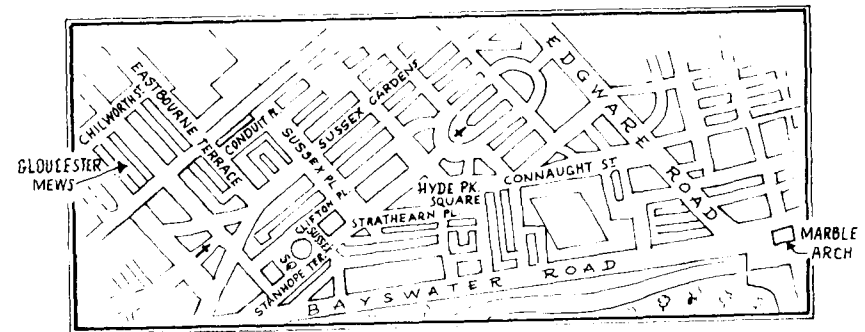 CHILWORTH ST.
EASTBOURNE TERRACE
CONDUIT PL.
SUSSEX PL.
SUSSEX GARDENS
EDGWARE ROAD
GLOUCESTER
MEWS
HYDE PK.
SQUARE
CONNAUGHT ST.
CLIFTON PL.
STRATHEARN PL.
SUSSEX
SQ.
STANHOPE TER.
BAYSWATER ROAD
MARBLE
ARCH